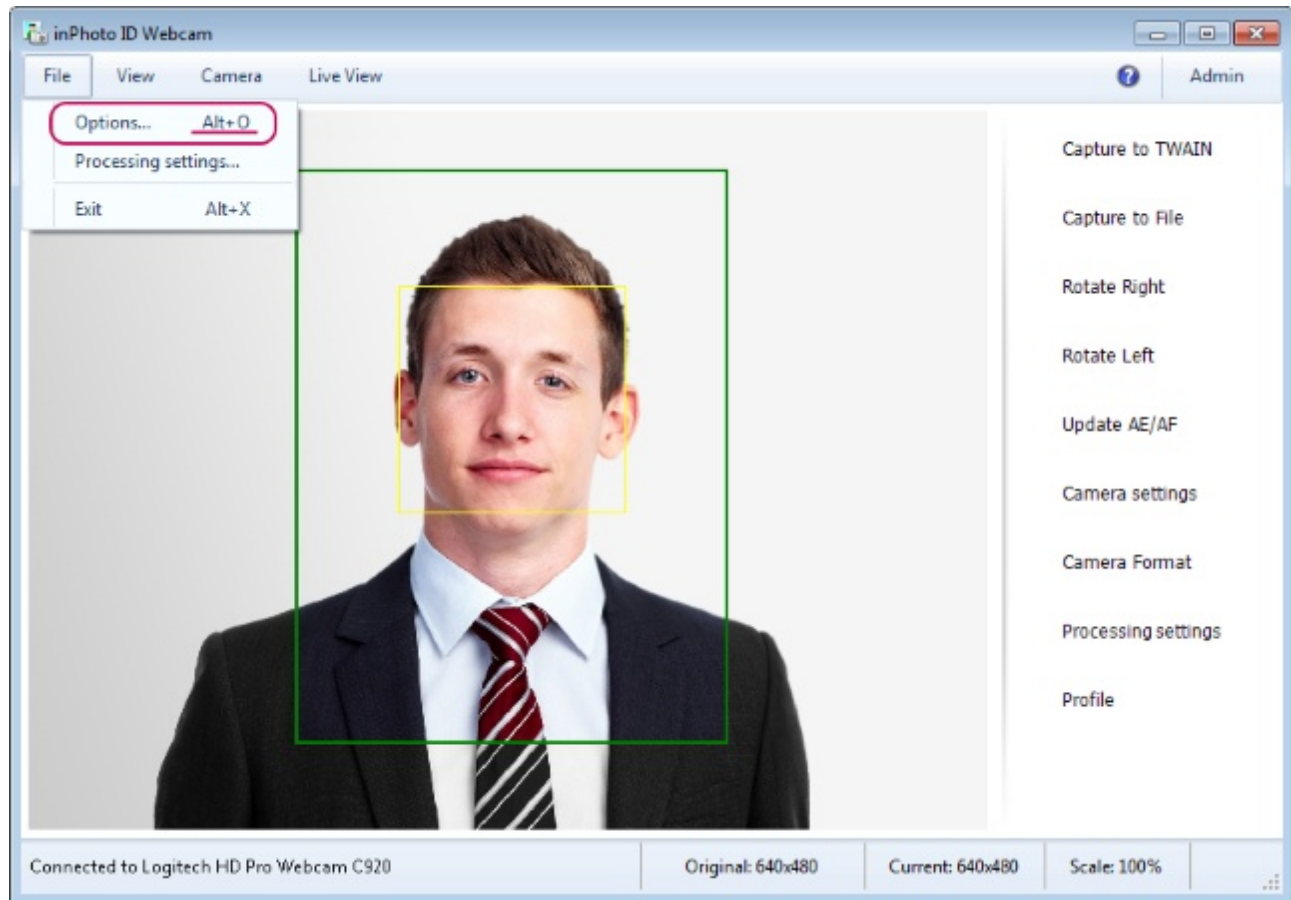 inPhoto ID Webcam
File View Camera Live View Admin
Options... Alt+O
Processing settings...
Exit Alt+X
Capture to TWAIN
Capture to File
Rotate Right
Rotate Left
Update AE/AF
Camera settings
Camera Format
Processing settings
Profile
Connected to Logitech HD Pro Webcam C920 Original: 640x480 Current: 640x480 Scale: 100%